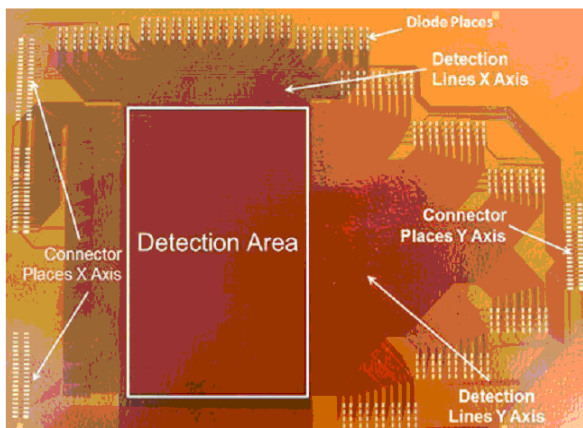 Diode Places
Detection
Lines X Axis
Detection Area
Connector
Places X Axis
Connector
Places Y Axis
Detection
Lines Y Axis